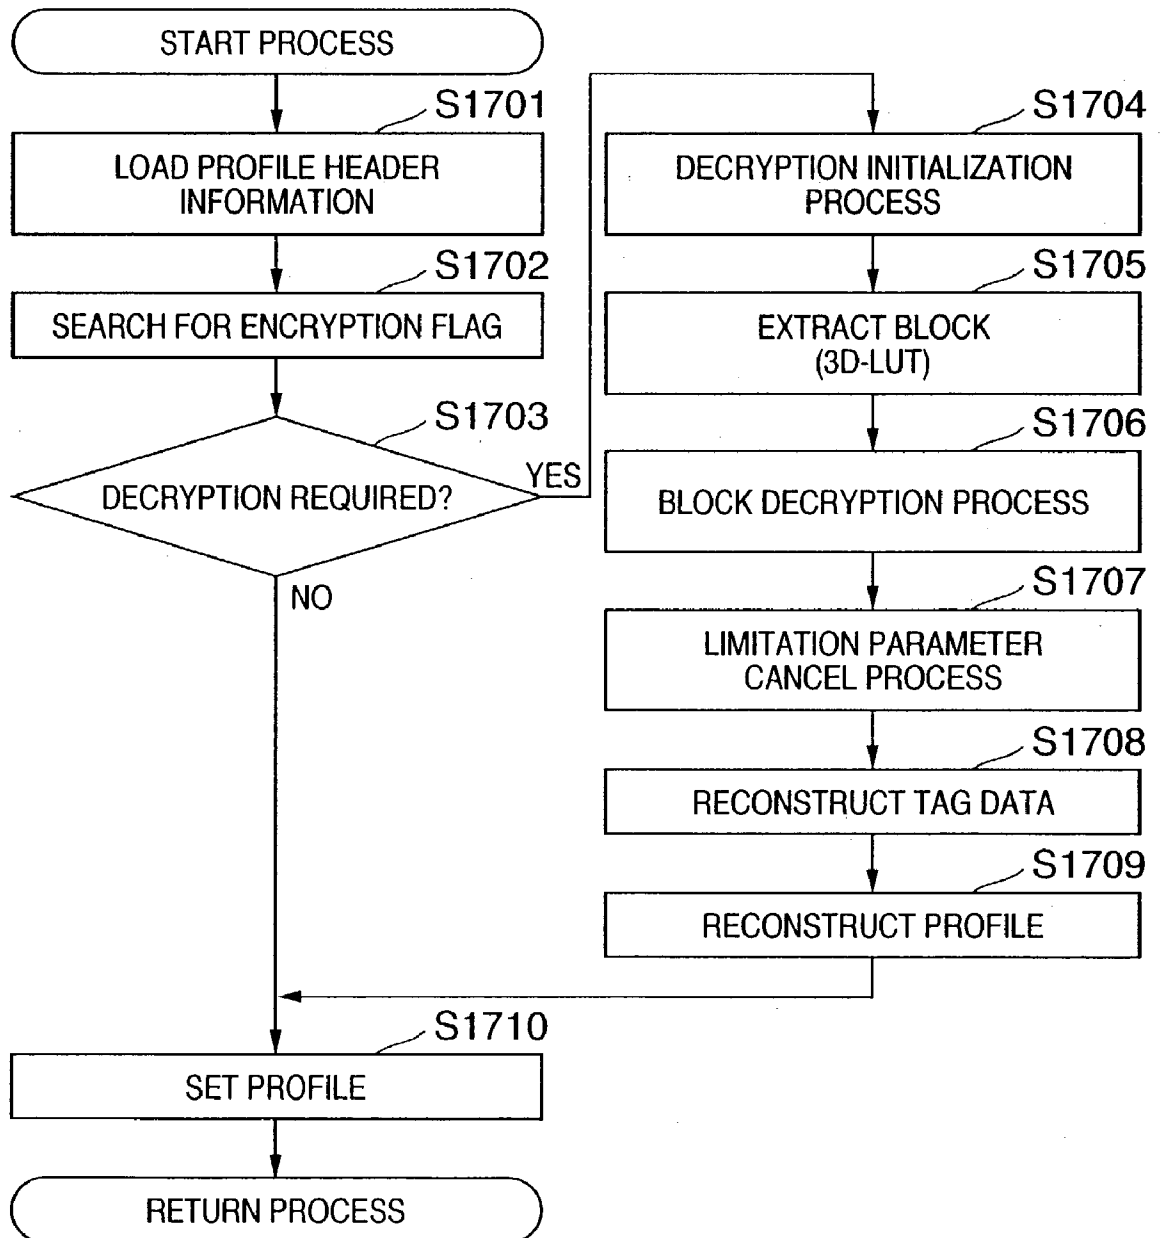 START PROCESS
S1701
LOAD PROFILE HEADER
INFORMATION
S1702
SEARCH FOR ENCRYPTION FLAG
S1703
DECRYPTION REQUIRED?
YES
NO
S1704
DECRYPTION INITIALIZATION
PROCESS
S1705
EXTRACT BLOCK
(3D-LUT)
S1706
BLOCK DECRYPTION PROCESS
S1707
LIMITATION PARAMETER
CANCEL PROCESS
S1708
RECONSTRUCT TAG DATA
S1709
RECONSTRUCT PROFILE
S1710
SET PROFILE
RETURN PROCESS